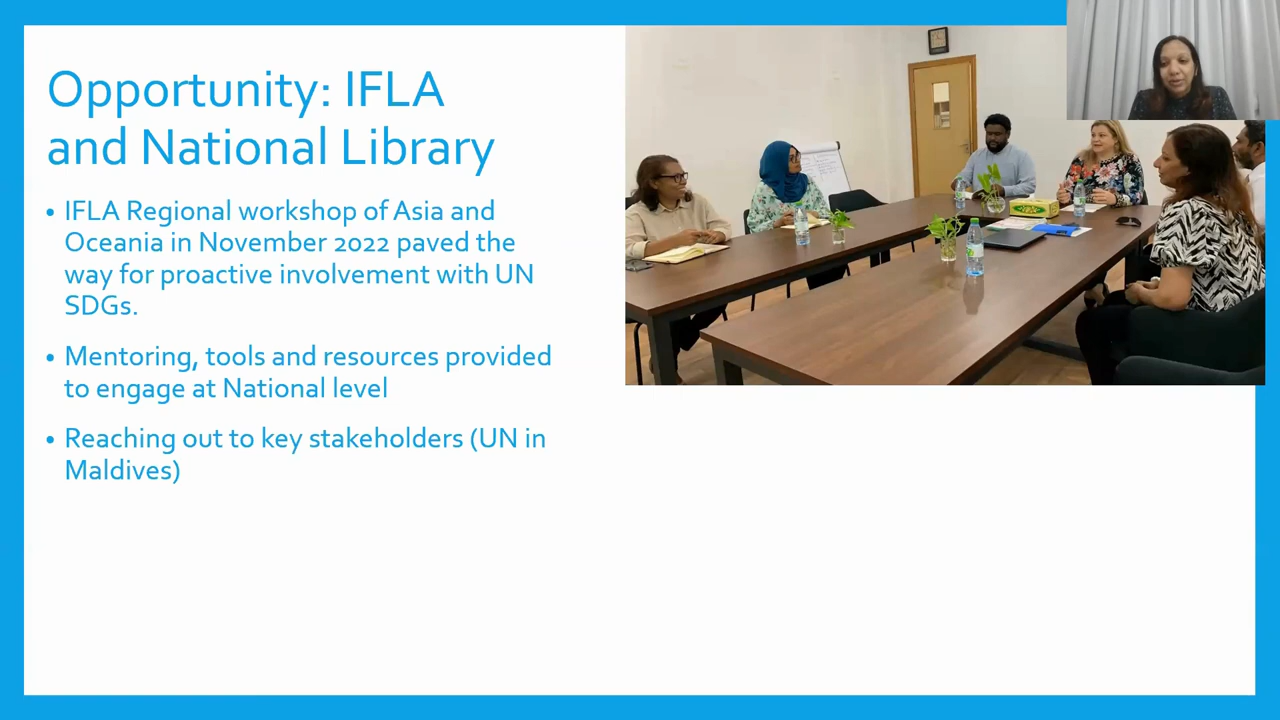 Opportunity: IFLA
and National Library
• IFLA Regional workshop of Asia and
Oceania in November 2022 paved the
way for proactive involvement with UN
SDGs.
• Mentoring, tools and resources provided
to engage at National level
• Reaching out to key stakeholders (UN in
Maldives)